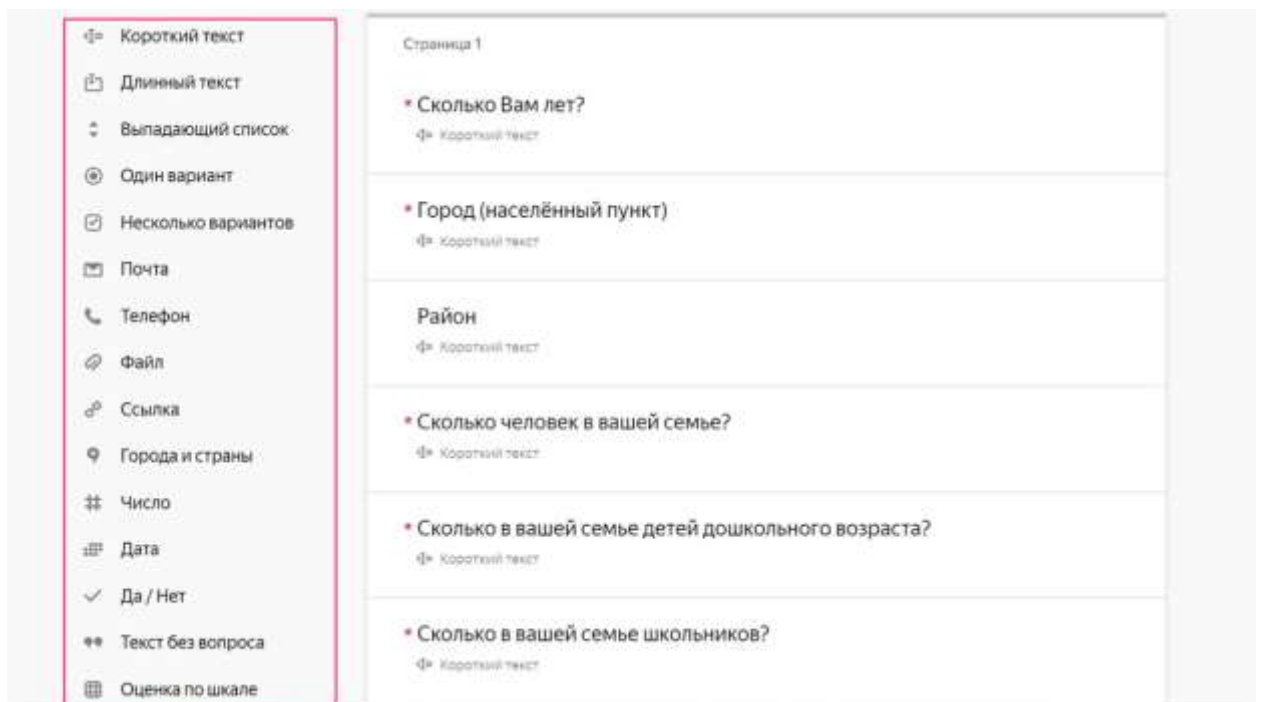 Короткий текст
Длинный текст
Выпадающий список
Один вариант
Несколько вариантов
Почта
Телефон
Файл
Ссылка
Города и страны
Число
Дата
Да / Нет
Текст без вопроса
Оценка по шкале
Страница 1
* Сколько Вам лет?
Короткий текст
* Город (населённый пункт)
Короткий текст
Район
Короткий текст
* Сколько человек в вашей семье?
Короткий текст
* Сколько в вашей семье детей дошкольного возраста?
Короткий текст
* Сколько в вашей семье школьников?
Короткий текст